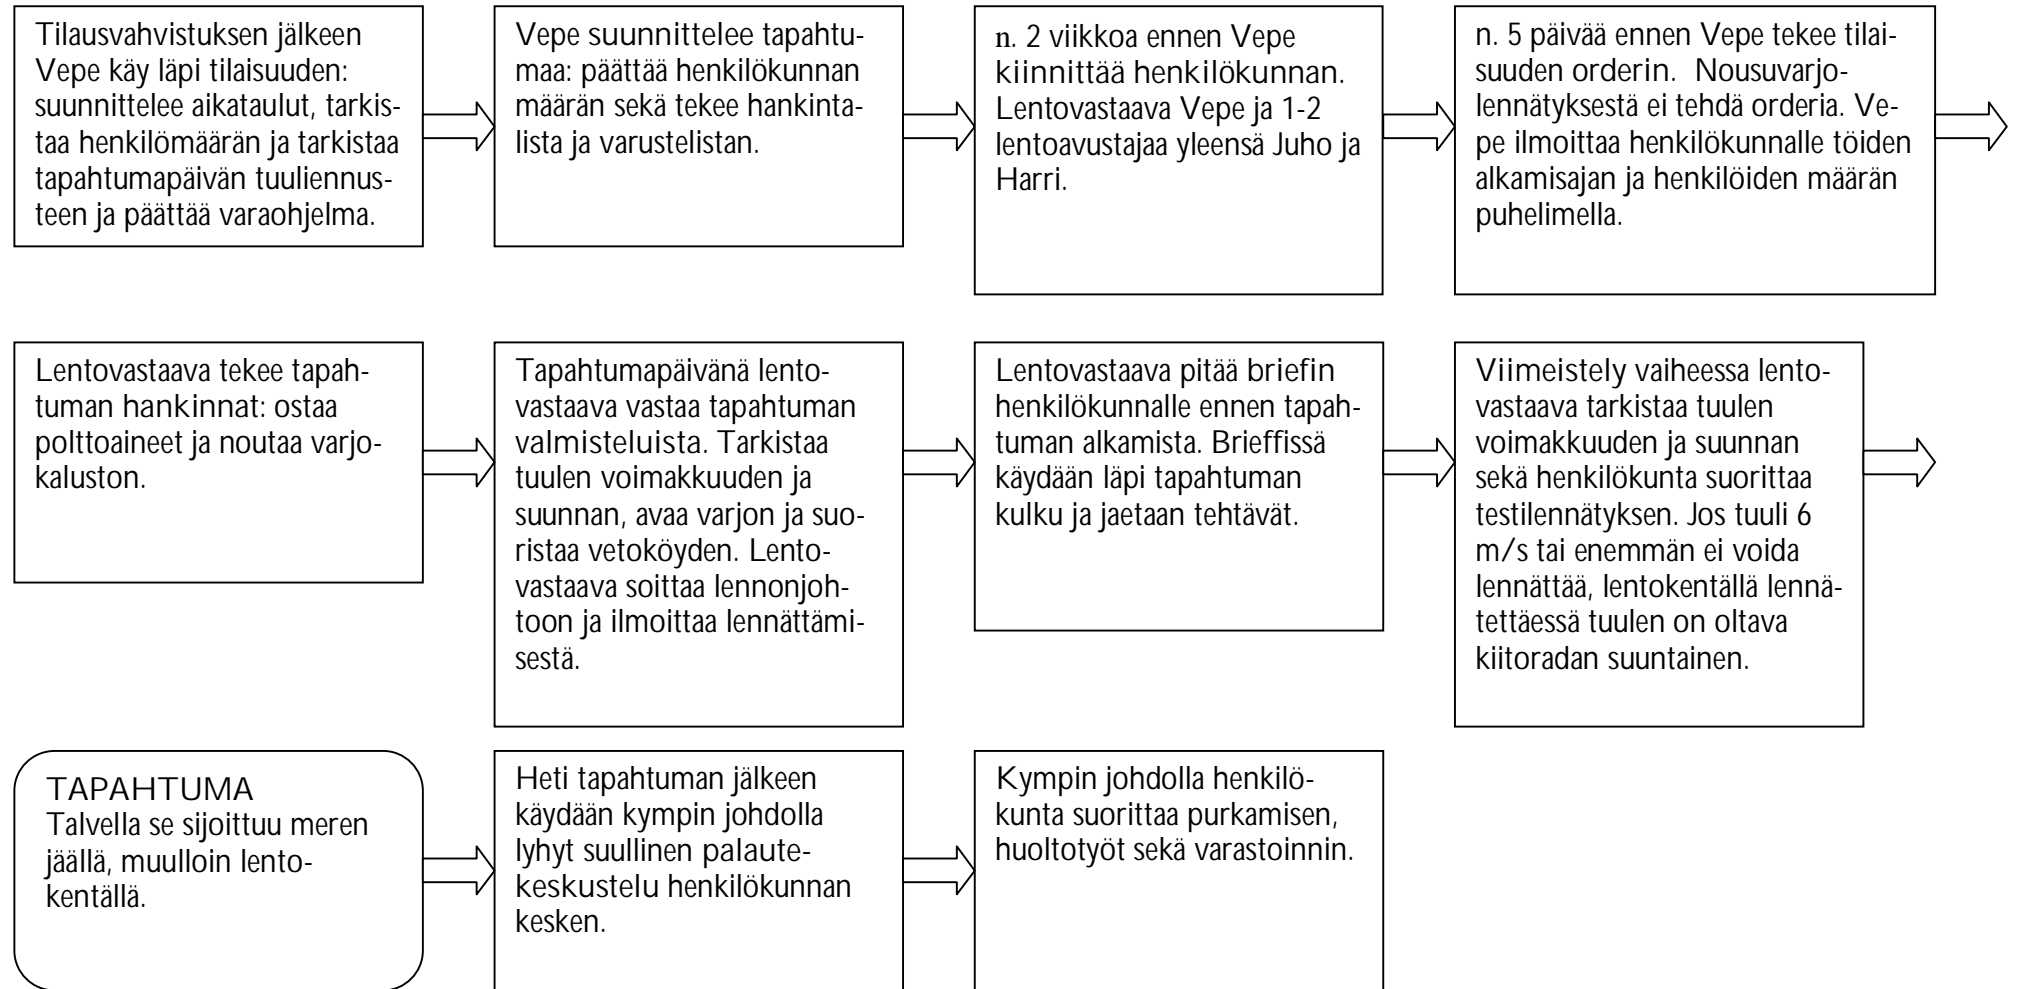 Tilausvahvistuksen jälkeen
Vepe käy läpi tilaisuuden:
suunnittelee aikataulut, tarkis-
taa henkilömäärän ja tarkistaa
tapahtumapäivän tuuliennus-
teen ja päättää varaohjelma.
Vepe suunnittelee tapahtu-
maa: päättää henkilökunnan
määrän sekä tekee hankinta-
lista ja varustelistan.
n. 2 viikkoa ennen Vepe
kiinnittää henkilökunnan.
Lentovastaava Vepe ja 1-2
lentoavustajaa yleensä Juho ja
Harri.
n. 5 päivää ennen Vepe tekee tilai-
suuden orderin. Nousuvarjo-
lennätyksestä ei tehdä orderia. Ve-
pe ilmoittaa henkilökunnalle töiden
alkamisajan ja henkilöiden määrän
puhelimella.
Lentovastaava tekee tapah-
tuman hankinnat: ostaa
polttoaineet ja noutaa varjo-
kaluston.
Tapahtumapäivänä lento-
vastaava vastaa tapahtuman
valmisteluista. Tarkistaa
tuulen voimakkuuden ja
suunnan, avaa varjon ja suo-
ristaa vetoköyden. Lento-
vastaava soittaa lennonjoh-
toon ja ilmoittaa lennättämi-
sestä.
Lentovastaava pitää briefin
henkilökunnalle ennen tapah-
tuman alkamista. Brieffissä
käydään läpi tapahtuman
kulku ja jaetaan tehtävät.
Viimeistely vaiheessa lento-
vastaava tarkistaa tuulen
voimakkuuden ja suunnan
sekä henkilökunta suorittaa
testilennätyksen. Jos tuuli 6
m/s tai enemmän ei voida
lennättää, lentokentällä lennä-
tettäessä tuulen on oltava
kiitoradan suuntainen.
TAPAHTUMA
Talvella se sijoittuu meren
jäällä, muulloin lento-
kentällä.
Heti tapahtuman jälkeen
käydään kympin johdolla
lyhyt suullinen palaute-
keskustelu henkilökunnan
kesken.
Kympin johdolla henkilö-
kunta suorittaa purkamisen,
huoltotyöt sekä varastoinnin.